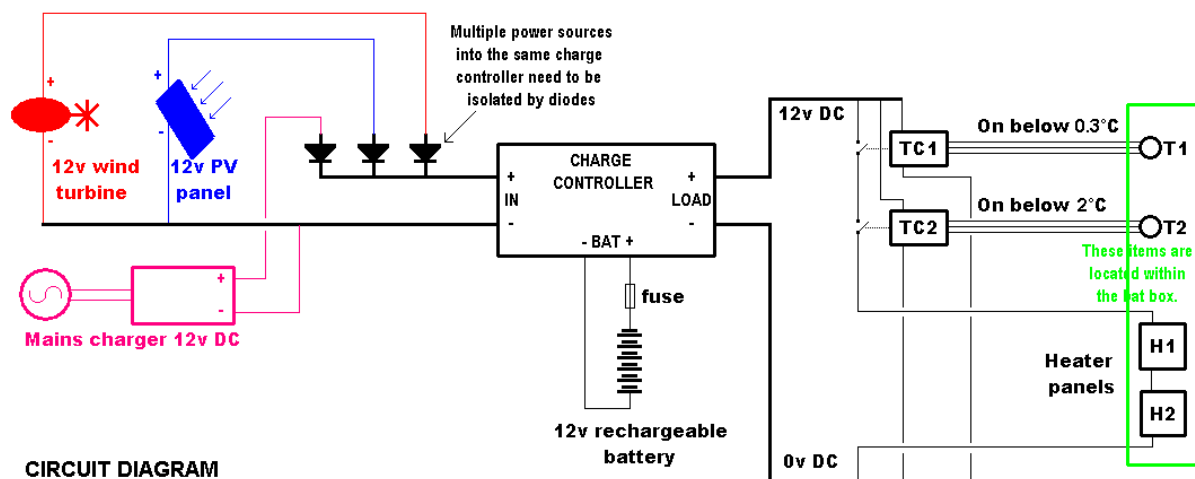 Multiple power sources
into the same charge
controller need to be
isolated by diodes
+
-
12v wind
turbine
+
-
12v PV
panel
CHARGE
CONTROLLER
+
IN
-
+
LOAD
-
- BAT +
fuse
12v rechargeable
battery
+
-
Mains charger 12v DC
12v DC
0v DC
TC1
On below 0.3°C
T1
TC2
On below 2°C
T2
These items are
located within
the bat box.
H1
Heater
panels
H2
CIRCUIT DIAGRAM